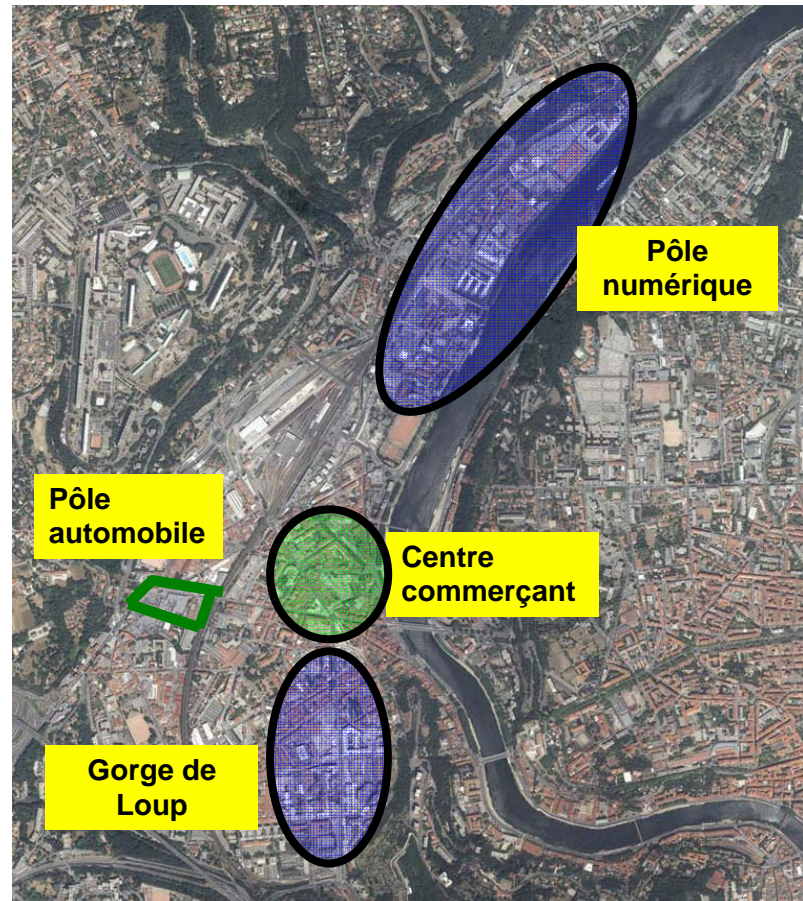 Pôle
numérique
Pôle
automobile
Centre
commerçant
Gorge de
Loup